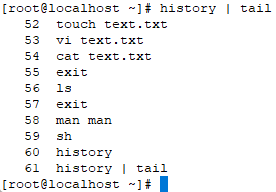 [root@localhost ~]# history | tail
52 touch text.txt
53 vi text.txt
54 cat text.txt
55 exit
56 ls
57 exit
58 man man
59 sh
60 history
61 history | tail
[root@localhost ~]#